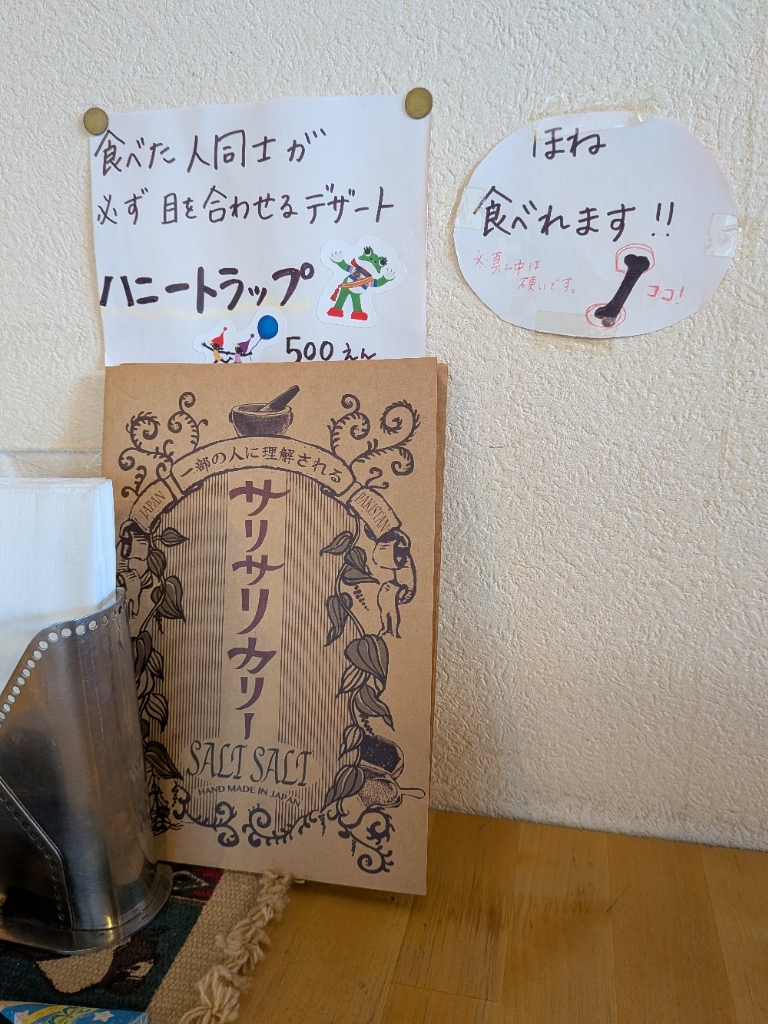 食べた人同士が
必ず目を合わせるデザート
ハニートラップ
500えん
ほね
食べれます!!
※真ん中は
硬いです。
ココ!
一部の人に理解される
JAPAN
PAKISTAN
サリサリカリー
SALI SALI
HAND MADE IN JAPAN